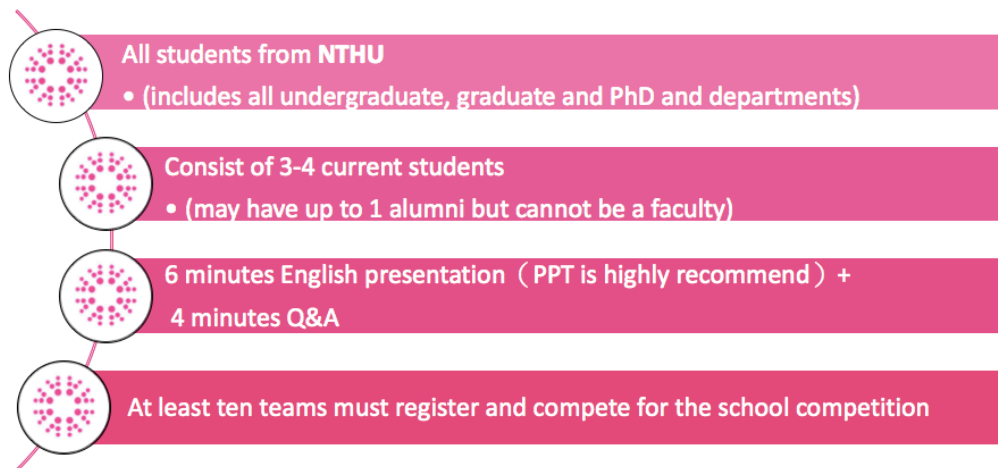 All students from NTHU
• (includes all undergraduate, graduate and PhD and departments)
Consist of 3-4 current students
• (may have up to 1 alumni but cannot be a faculty)
6 minutes English presentation（PPT is highly recommend）+
4 minutes Q&A
At least ten teams must register and compete for the school competition